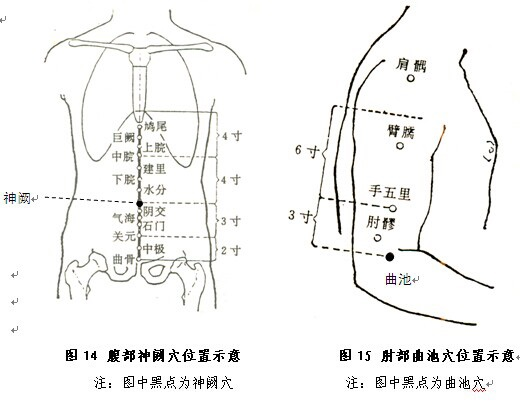 鸠尾
巨阙
上脘
中脘
建里
下脘
水分
神阙
阴交
气海
石门
关元
中极
曲骨
4寸
4寸
3寸
2寸
图 14 腹部神阙穴位置示意
注：图中黑点为神阙穴
肩髃
臂臑
6寸
手五里
3寸
肘髎
曲池
图 15 肘部曲池穴位置示意
注：图中黑点为曲池穴